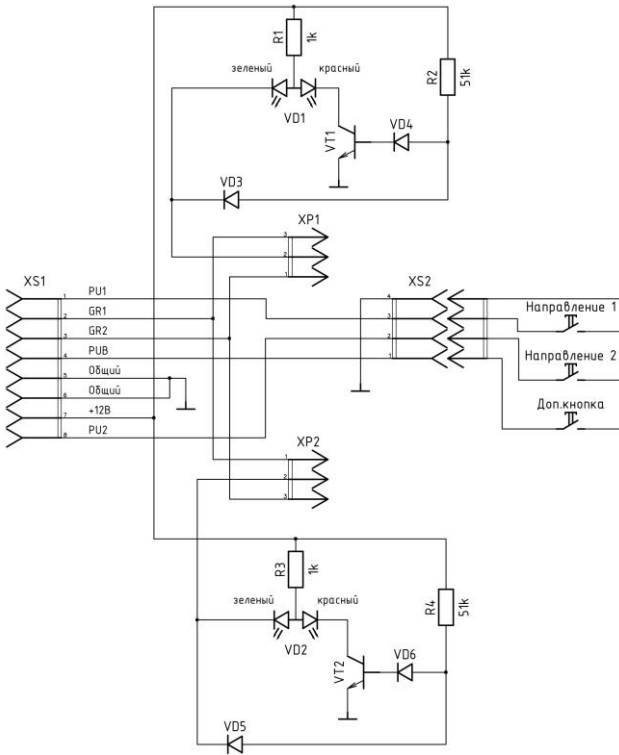 R1
1k
зеленый
красный
R2
51k
VD1
VT1
VD4
VD3
XP1
3
2
1
XS1
XS2
1 PU1
2 GR1
3 GR2
4 PUB
5 Общий
6 Общий
7 +12В
8 PU2
4
3
2
1
Направление 1
Направление 2
Доп.кнопка
XP2
1
2
3
R3
1k
зеленый
красный
R4
51k
VD2
VT2
VD6
VD5